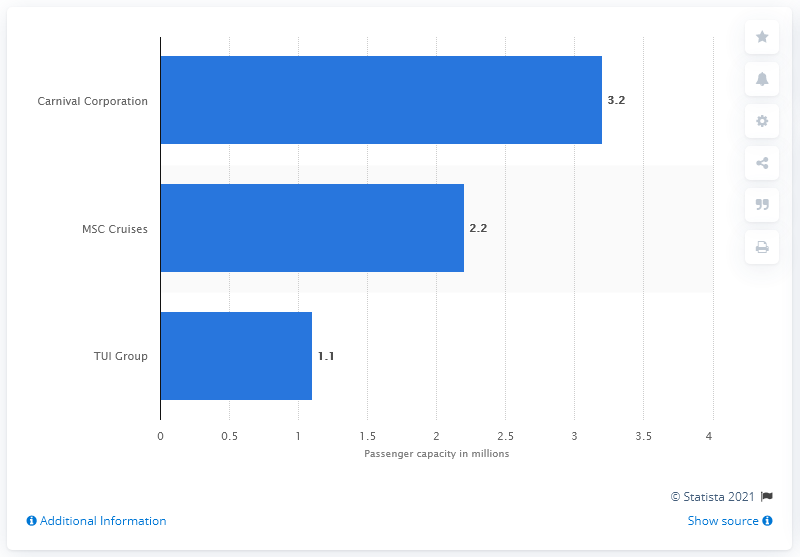 Carnival Corporation
3.2
MSC Cruises
2.2
TUI Group
1.1
0 0.5 1 1.5 2 2.5 3 3.5 4
Passenger capacity in millions
© Statista 2021
Additional Information
Show source